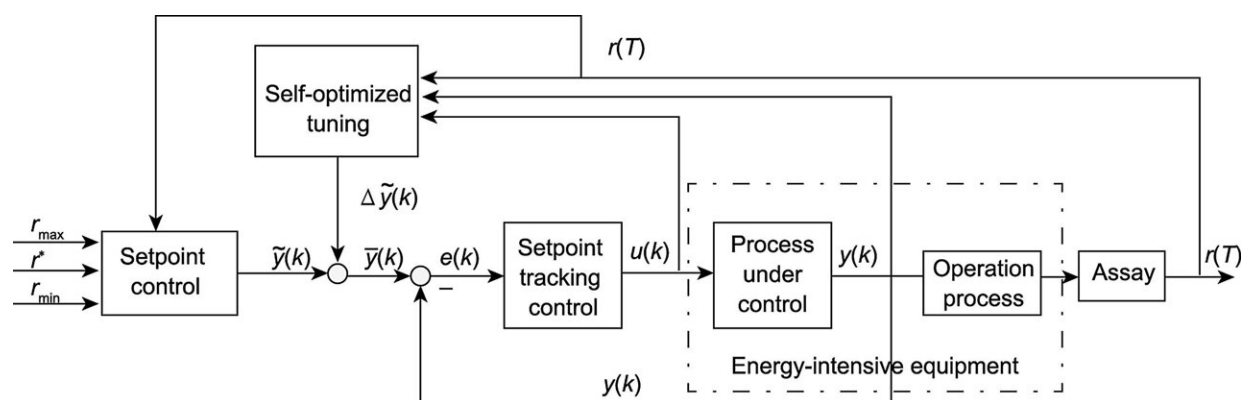 r(T)
Self-optimized
tuning
Δ ỹ(k)
r_max
r*
r_min
Setpoint
control
ỹ(k)
ȳ(k)
e(k)
−
Setpoint
tracking
control
u(k)
Process
under
control
y(k)
Operation
process
Assay
r(T)
Energy-intensive equipment
y(k)